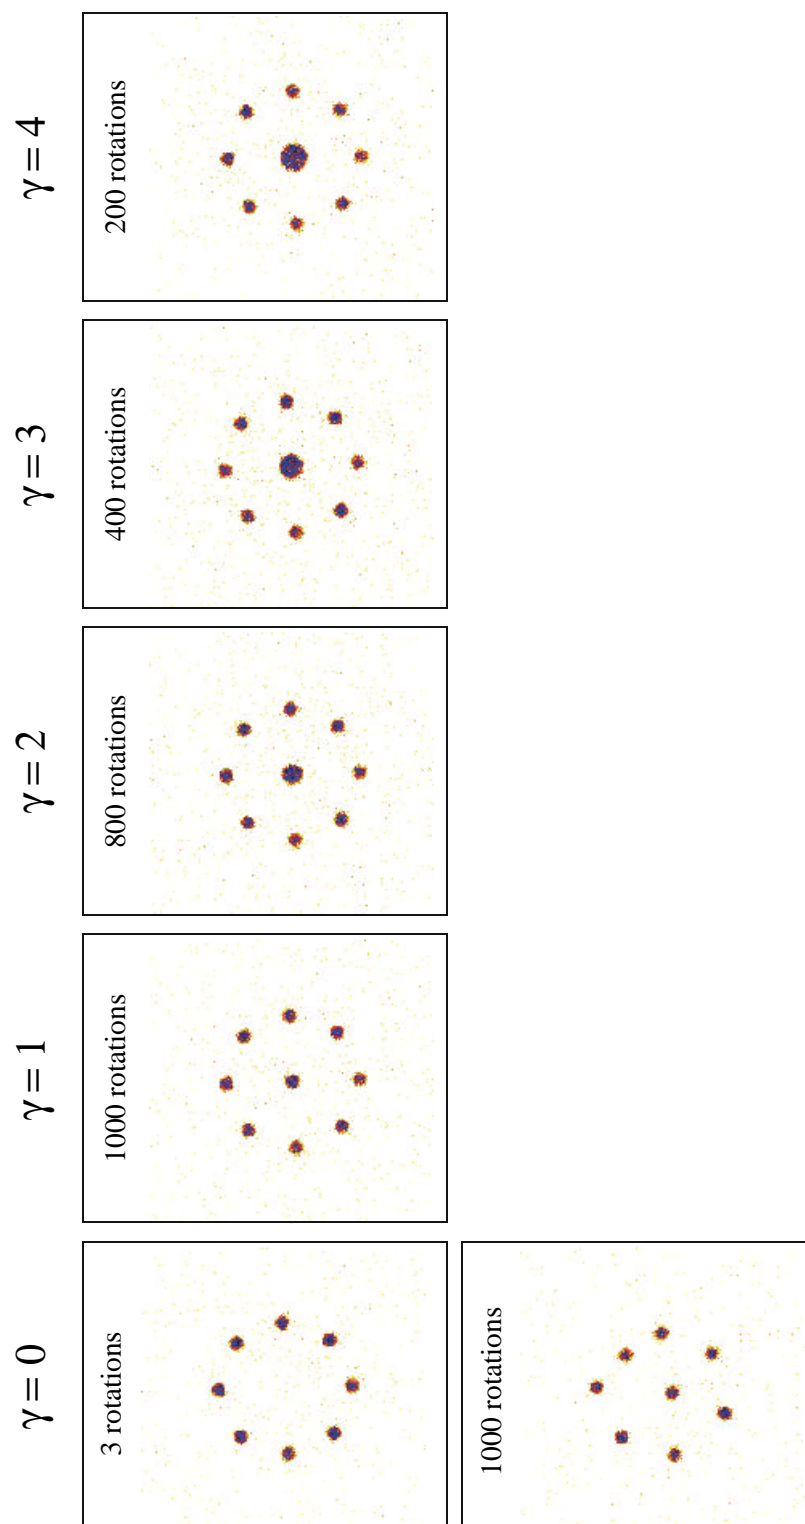 γ = 4
200 rotations
γ = 3
400 rotations
γ = 2
800 rotations
γ = 1
1000 rotations
γ = 0
3 rotations
1000 rotations